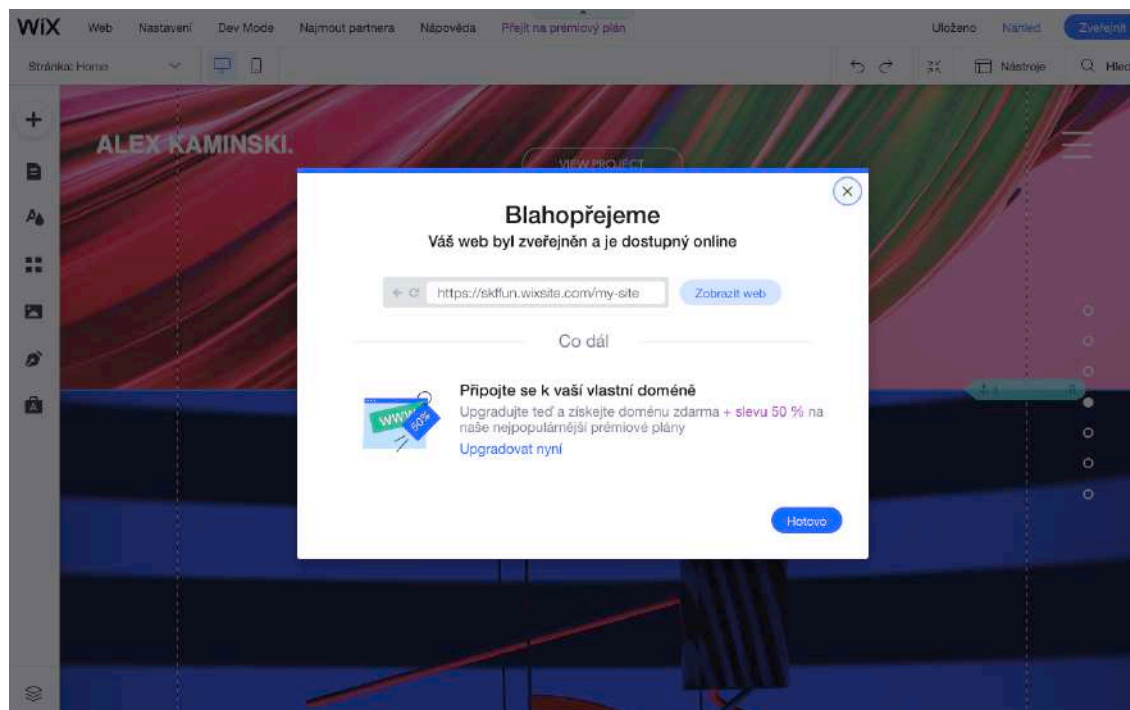 WiX Web Nastavení Dev Mode Najmout partnera Nápověda Přejít na prémiový plán Uloženo Náhled Zveřejnit
Stránka: Home Nástroje Hled
ALEX KAMINSKI.
VIEW PROJECT
Blahopřejeme
Váš web byl zveřejněn a je dostupný online
https://skffun.wixsite.com/my-site Zobrazit web
Co dál
Připojte se k vaší vlastní doméně
Upgradujte teď a získejte doménu zdarma + slevu 50 % na
naše nejpopulárnější prémiové plány
Upgradovat nyní
WWW 50%
Hotovo